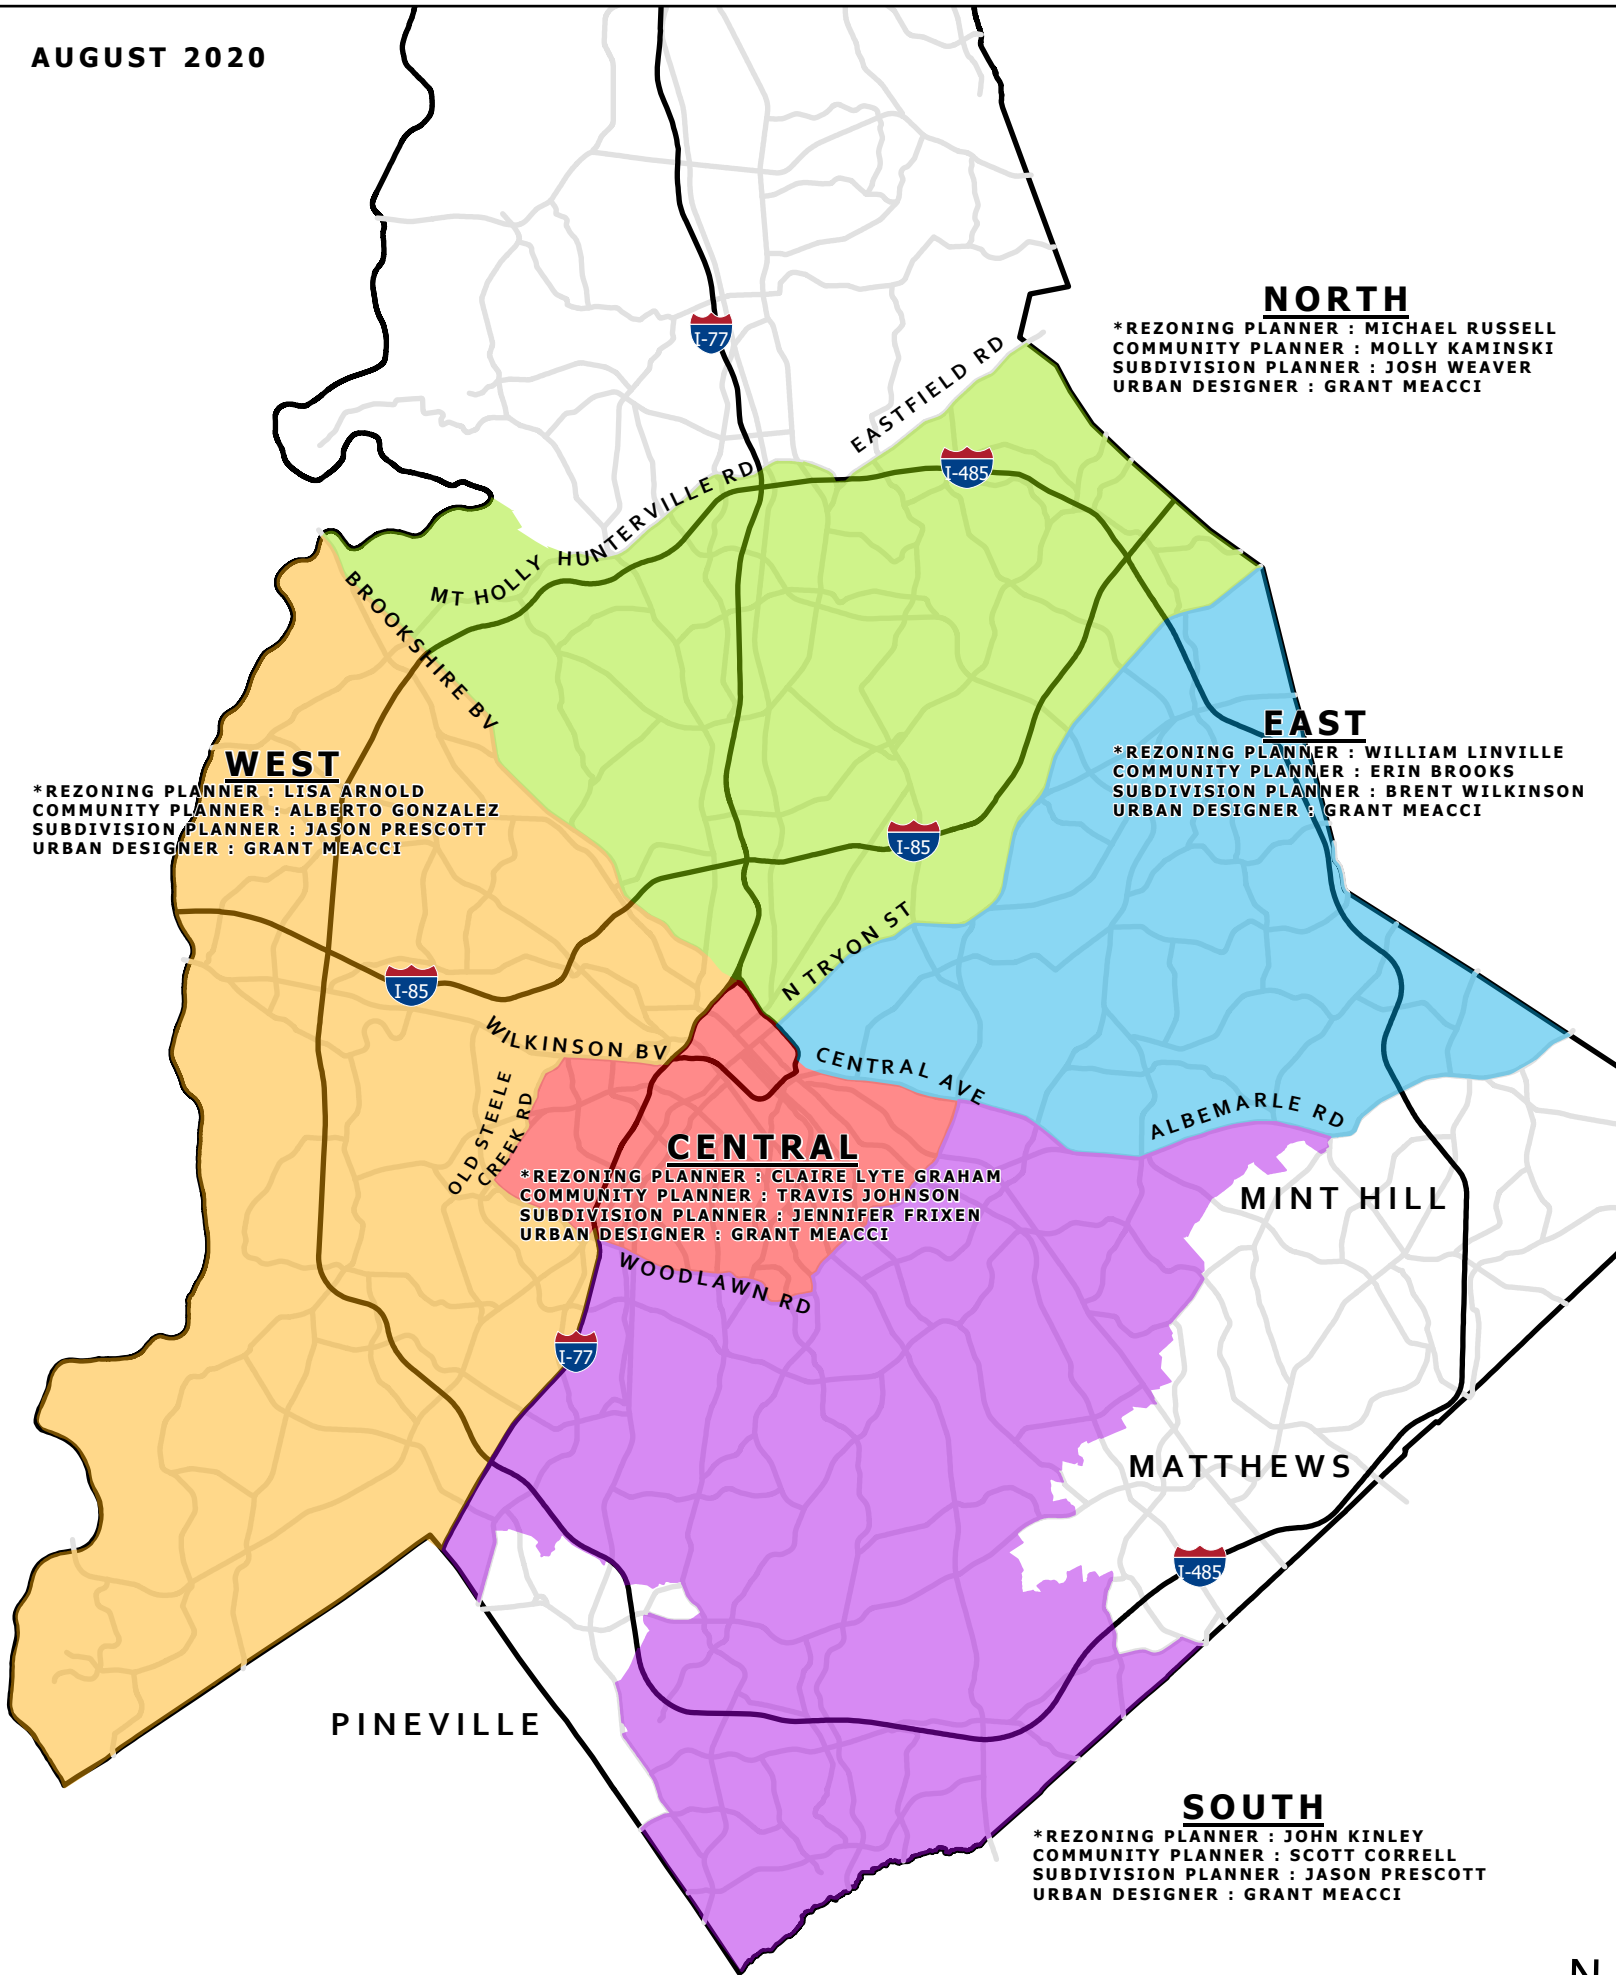 AUGUST 2020
I-77
NORTH
*REZONING PLANNER : MICHAEL RUSSELL
COMMUNITY PLANNER : MOLLY KAMINSKI
SUBDIVISION PLANNER : JOSH WEAVER
URBAN DESIGNER : GRANT MEACCI
EASTFIELD RD
I-485
MT HOLLY HUNTERVILLE RD
BROOKSHIRE BV
EAST
*REZONING PLANNER : WILLIAM LINVILLE
COMMUNITY PLANNER : ERIN BROOKS
SUBDIVISION PLANNER : BRENT WILKINSON
URBAN DESIGNER : GRANT MEACCI
WEST
*REZONING PLANNER : LISA ARNOLD
COMMUNITY PLANNER : ALBERTO GONZALEZ
SUBDIVISION PLANNER : JASON PRESCOTT
URBAN DESIGNER : GRANT MEACCI
I-85
N TRYON ST
I-85
WILKINSON BV
CENTRAL AVE
ALBEMARLE RD
OLD STEELE
CREEK RD
CENTRAL
*REZONING PLANNER : CLAIRE LYTE GRAHAM
COMMUNITY PLANNER : TRAVIS JOHNSON
SUBDIVISION PLANNER : JENNIFER FRIXEN
URBAN DESIGNER : GRANT MEACCI
MINT HILL
WOODLAWN RD
I-77
MATTHEWS
I-485
PINEVILLE
SOUTH
*REZONING PLANNER : JOHN KINLEY
COMMUNITY PLANNER : SCOTT CORRELL
SUBDIVISION PLANNER : JASON PRESCOTT
URBAN DESIGNER : GRANT MEACCI
N